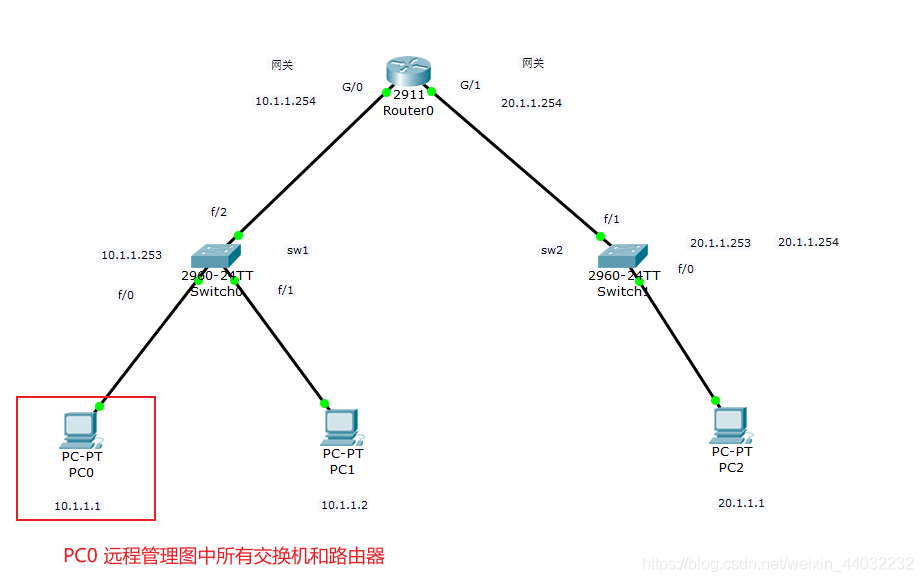 网关
网关
G/0
G/1
10.1.1.254
2911
20.1.1.254
Router0
f/2
f/1
10.1.1.253
sw1
sw2
20.1.1.253
20.1.1.254
2960-24TT
Switch0
2960-24TT
Switch1
f/0
f/0
f/1
PC-PT
PC0
PC-PT
PC1
PC-PT
PC2
10.1.1.1
10.1.1.2
20.1.1.1
PC0 远程管理图中所有交换机和路由器
https://blog.csdn.net/weixin_44032232